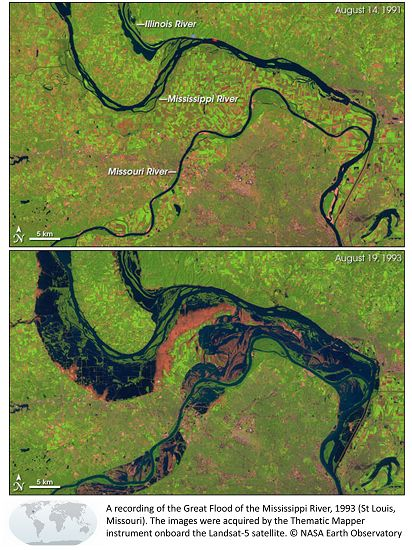 August 14, 1991
Illinois River
Mississippi River
Missouri River
N
5 km
August 19, 1993
N
5 km
A recording of the Great Flood of the Mississippi River, 1993 (St Louis,
Missouri). The images were acquired by the Thematic Mapper
instrument onboard the Landsat-5 satellite. © NASA Earth Observatory